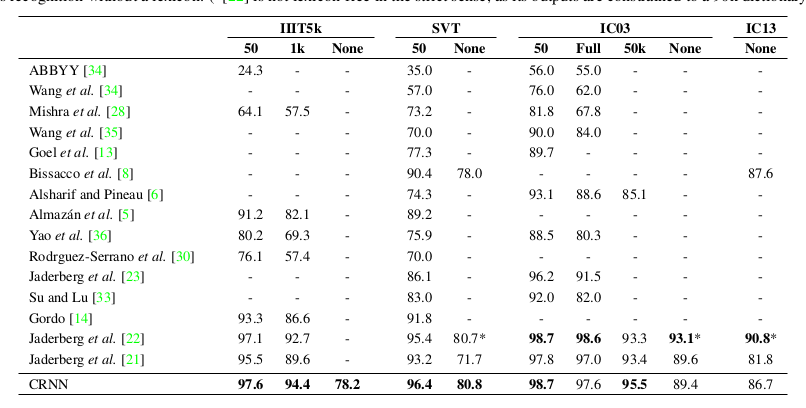 IIIT5k SVT IC03 IC13
50 1k None 50 None 50 Full 50k None None
ABBYY [34] 24.3 - - 35.0 - 56.0 55.0 - - -
Wang et al. [34] - - - 57.0 - 76.0 62.0 - - -
Mishra et al. [28] 64.1 57.5 - 73.2 - 81.8 67.8 - - -
Wang et al. [35] - - - 70.0 - 90.0 84.0 - - -
Goel et al. [13] - - - 77.3 - 89.7 - - - -
Bissacco et al. [8] - - - 90.4 78.0 - - - - 87.6
Alsharif and Pineau [6] - - - 74.3 - 93.1 88.6 85.1 - -
Almazán et al. [5] 91.2 82.1 - 89.2 - - - - - -
Yao et al. [36] 80.2 69.3 - 75.9 - 88.5 80.3 - - -
Rodrguez-Serrano et al. [30] 76.1 57.4 - 70.0 - - - - - -
Jaderberg et al. [23] - - - 86.1 - 96.2 91.5 - - -
Su and Lu [33] - - - 83.0 - 92.0 82.0 - - -
Gordo [14] 93.3 86.6 - 91.8 - - - - - -
Jaderberg et al. [22] 97.1 92.7 - 95.4 80.7* 98.7 98.6 93.3 93.1* 90.8*
Jaderberg et al. [21] 95.5 89.6 - 93.2 71.7 97.8 97.0 93.4 89.6 81.8
CRNN 97.6 94.4 78.2 96.4 80.8 98.7 97.6 95.5 89.4 86.7